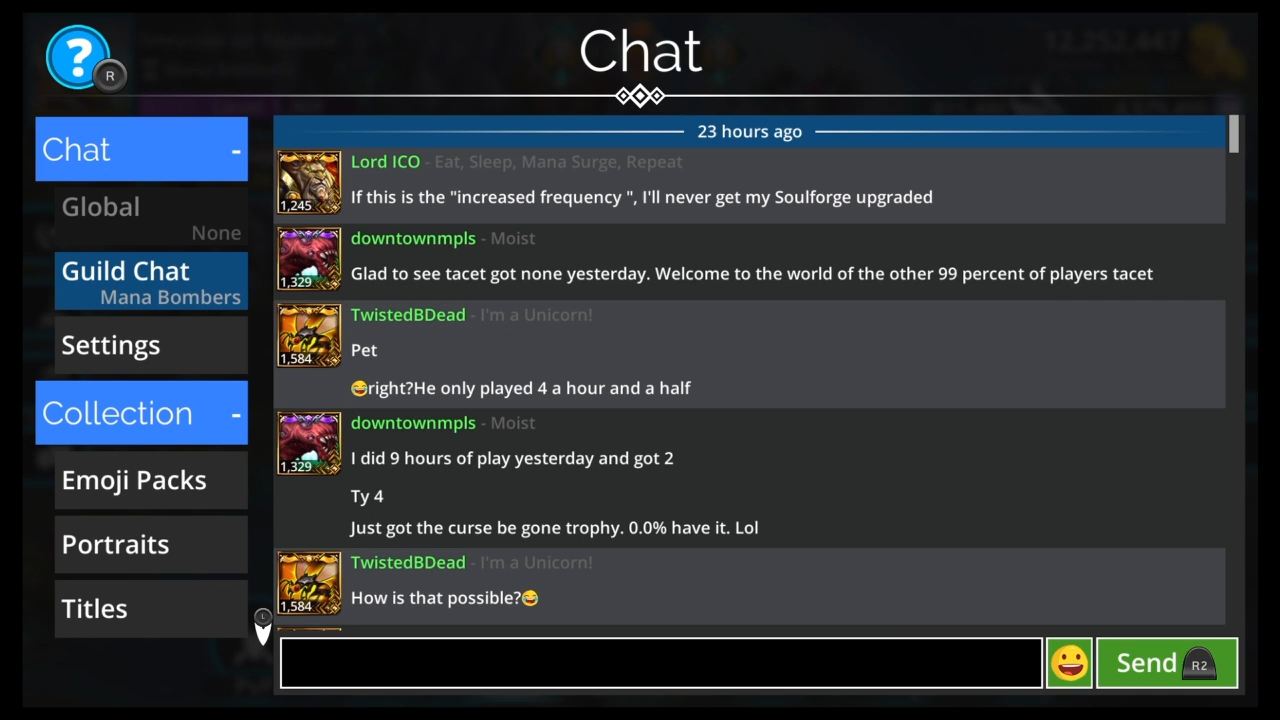 ?
R
Chat
Chat -
Global
None
Guild Chat
Mana Bombers
Settings
Collection -
Emoji Packs
Portraits
Titles
L
23 hours ago
Lord ICO - Eat, Sleep, Mana Surge, Repeat
If this is the "increased frequency ", I'll never get my Soulforge upgraded
1,245
downtownmpls - Moist
Glad to see tacet got none yesterday. Welcome to the world of the other 99 percent of players tacet
1,329
TwistedBDead - I'm a Unicorn!
Pet
1,584
😂right?He only played 4 a hour and a half
downtownmpls - Moist
I did 9 hours of play yesterday and got 2
1,329
Ty 4
Just got the curse be gone trophy. 0.0% have it. Lol
TwistedBDead - I'm a Unicorn!
How is that possible?😂
1,584
Send R2